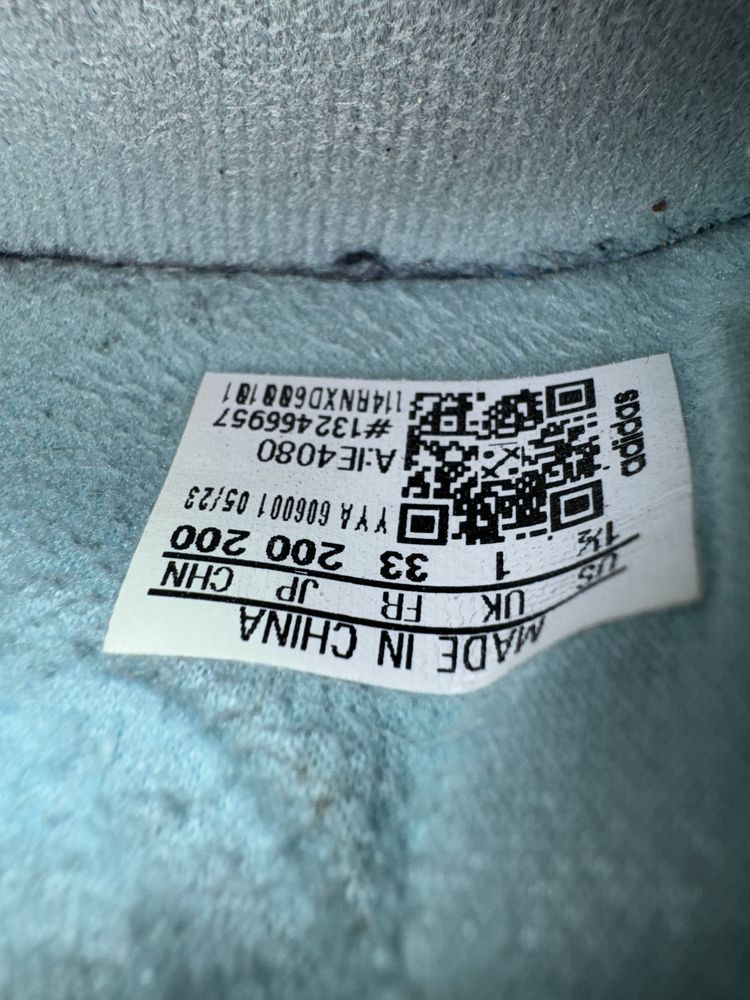 MADE IN CHINA
US UK FR JP CHN
1½ 1 33 200 200
YYA 606001 05/23
A:IE4080
#132466957
114RNXD600101
adidas